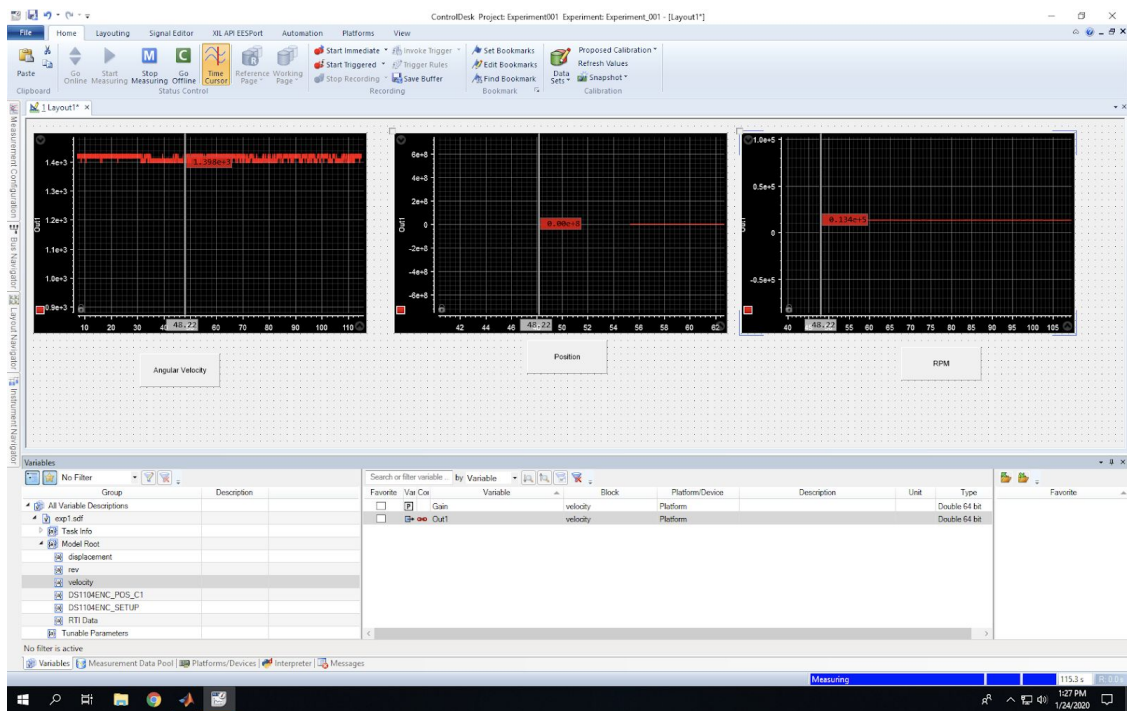 ControlDesk Project: Experiment001 Experiment: Experiment_001 - [Layout1*]
File Home Layouting Signal Editor XIL API EESPort Automation Platforms View
Paste
Go Online
Start Measuring
Stop Measuring
Go Offline
Time Cursor
Reference Page
Working Page
Start Immediate
Start Triggered
Stop Recording
Invoke Trigger
Trigger Rules
Save Buffer
Set Bookmarks
Edit Bookmarks
Find Bookmark
Data Sets
Proposed Calibration
Refresh Values
Snapshot
Clipboard Status Control Recording Bookmark Calibration
1 Layout1*
Measurement Configuration
Bus Navigator
Layout Navigator
Instrument Navigator
1.4e+3
1.3e+3
1.2e+3
1.1e+3
1.0e+3
0.9e+3
1.398e+3
10 20 30 40 48.22 60 70 80 90 100 110
Angular Velocity
Out1
6e+8
4e+8
2e+8
0
-2e+8
-4e+8
-6e+8
0.00e+8
42 44 46 48.22 50 52 54 56 58 60 62
Position
Out1
1.0e+5
0.5e+5
0
-0.5e+5
0.134e+5
40 48.22 55 60 65 70 75 80 85 90 95 100 105
RPM
Variables
No Filter
Group Description
All Variable Descriptions
exp1.sdf
Task Info
Model Root
displacement
rev
velocity
DS1104ENC_POS_C1
DS1104ENC_SETUP
RTI Data
Tunable Parameters
Search or filter variable ... by Variable
Favorite Var Con Variable Block Platform/Device Description Unit Type
Gain velocity Platform Double 64 bit
Out1 velocity Platform Double 64 bit
Favorite
No filter is active
Variables Measurement Data Pool Platforms/Devices Interpreter Messages
Measuring 115.3 s
1:27 PM
1/24/2020